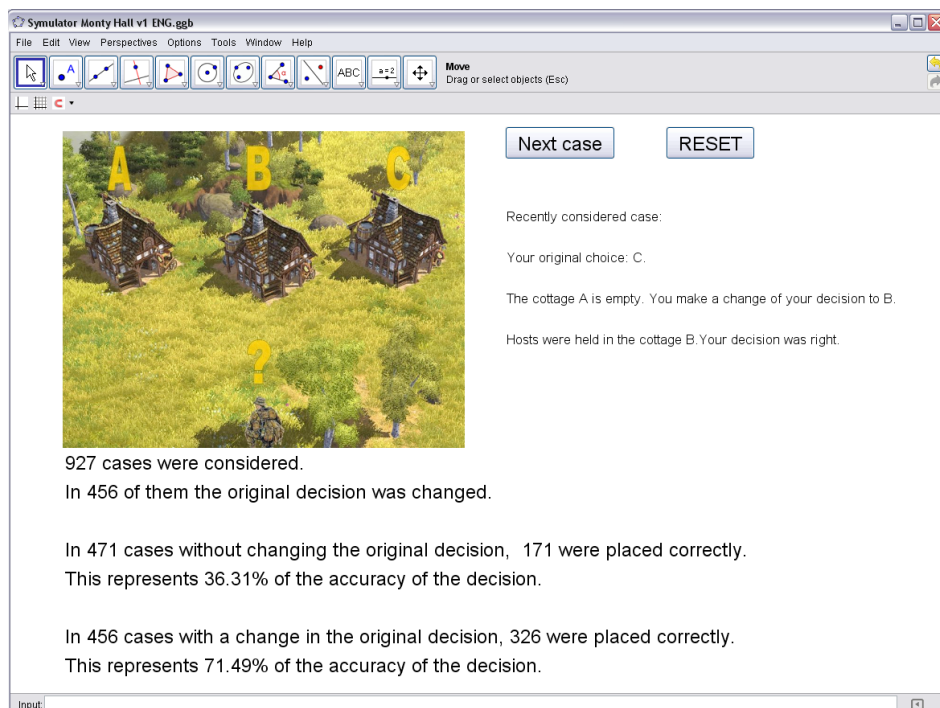 Symulator Monty Hall v1 ENG.ggb
File Edit View Perspectives Options Tools Window Help
A
ABC
a=2
Move
Drag or select objects (Esc)
A B C
?
Next case RESET
Recently considered case:
Your original choice: C.
The cottage A is empty. You make a change of your decision to B.
Hosts were held in the cottage B.Your decision was right.
927 cases were considered.
In 456 of them the original decision was changed.
In 471 cases without changing the original decision, 171 were placed correctly.
This represents 36.31% of the accuracy of the decision.
In 456 cases with a change in the original decision, 326 were placed correctly.
This represents 71.49% of the accuracy of the decision.
Input: